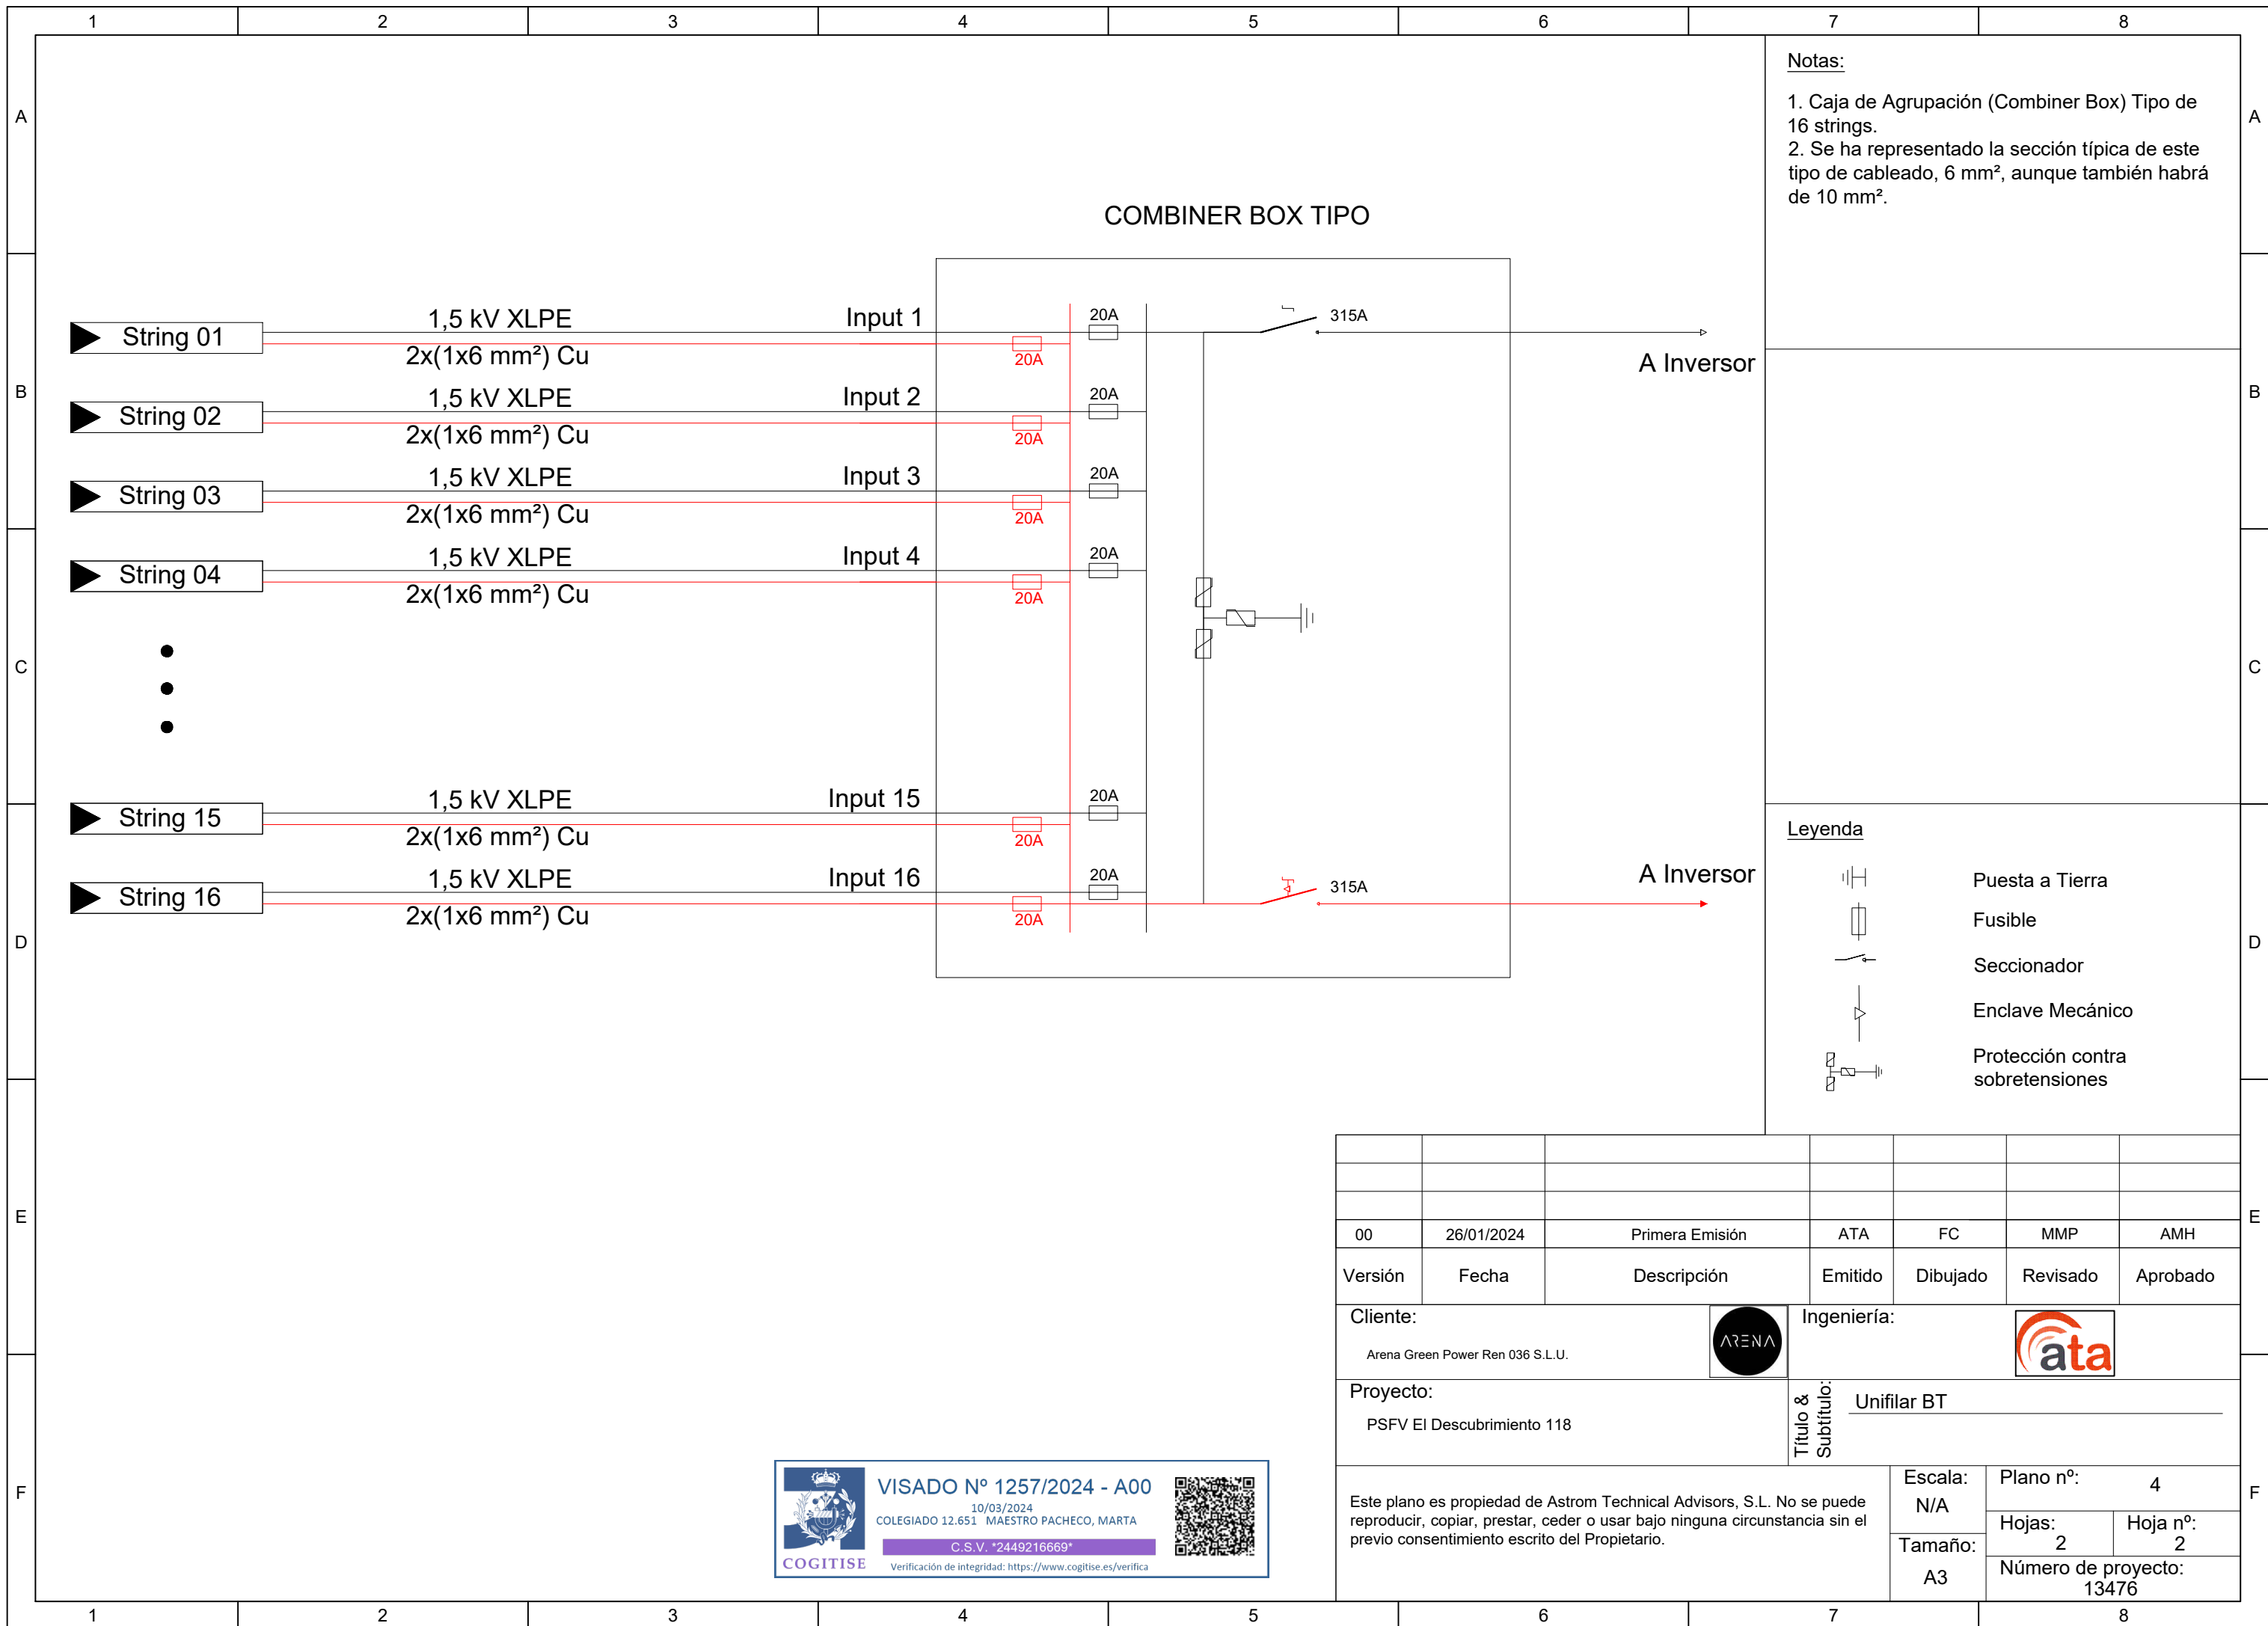 1 2 3 4 5 6 7 8
A
B
C
D
E
F
A
B
C
D
E
F
COMBINER BOX TIPO
String 01
1,5 kV XLPE
2x(1x6 mm²) Cu
Input 1
20A
20A
315A
A Inversor
String 02
1,5 kV XLPE
2x(1x6 mm²) Cu
Input 2
20A
20A
String 03
1,5 kV XLPE
2x(1x6 mm²) Cu
Input 3
20A
20A
String 04
1,5 kV XLPE
2x(1x6 mm²) Cu
Input 4
20A
20A
String 15
1,5 kV XLPE
2x(1x6 mm²) Cu
Input 15
20A
20A
String 16
1,5 kV XLPE
2x(1x6 mm²) Cu
Input 16
20A
20A
315A
A Inversor
Notas:
1. Caja de Agrupación (Combiner Box) Tipo de
16 strings.
2. Se ha representado la sección típica de este
tipo de cableado, 6 mm², aunque también habrá
de 10 mm².
Leyenda
Puesta a Tierra
Fusible
Seccionador
Enclave Mecánico
Protección contra
sobretensiones
00 26/01/2024 Primera Emisión ATA FC MMP AMH
Versión Fecha Descripción Emitido Dibujado Revisado Aprobado
Cliente:
Arena Green Power Ren 036 S.L.U.
ARENA
Ingeniería:
ata
Proyecto:
PSFV El Descubrimiento 118
Título &
Subtítulo:
Unifilar BT
Este plano es propiedad de Astrom Technical Advisors, S.L. No se puede
reproducir, copiar, prestar, ceder o usar bajo ninguna circunstancia sin el
previo consentimiento escrito del Propietario.
Escala:
N/A
Tamaño:
A3
Plano nº:
4
Hojas:
2
Hoja nº:
2
Número de proyecto:
13476
COGITISE
VISADO Nº 1257/2024 - A00
10/03/2024
COLEGIADO 12.651 MAESTRO PACHECO, MARTA
C.S.V. *2449216669*
Verificación de integridad: https://www.cogitise.es/verifica
1 2 3 4 5 6 7 8